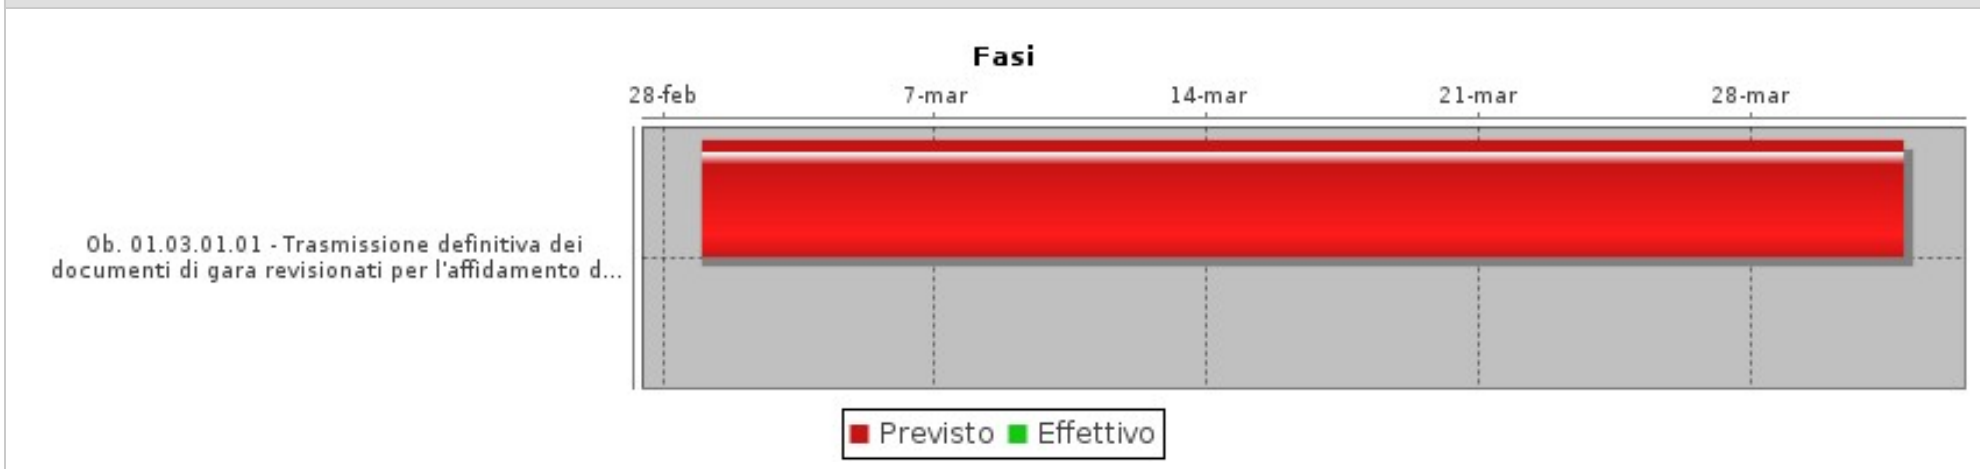 Fasi
28-feb 7-mar 14-mar 21-mar 28-mar
Ob. 01.03.01.01 - Trasmissione definitiva dei
documenti di gara revisionati per l'affidamento d...
Previsto Effettivo